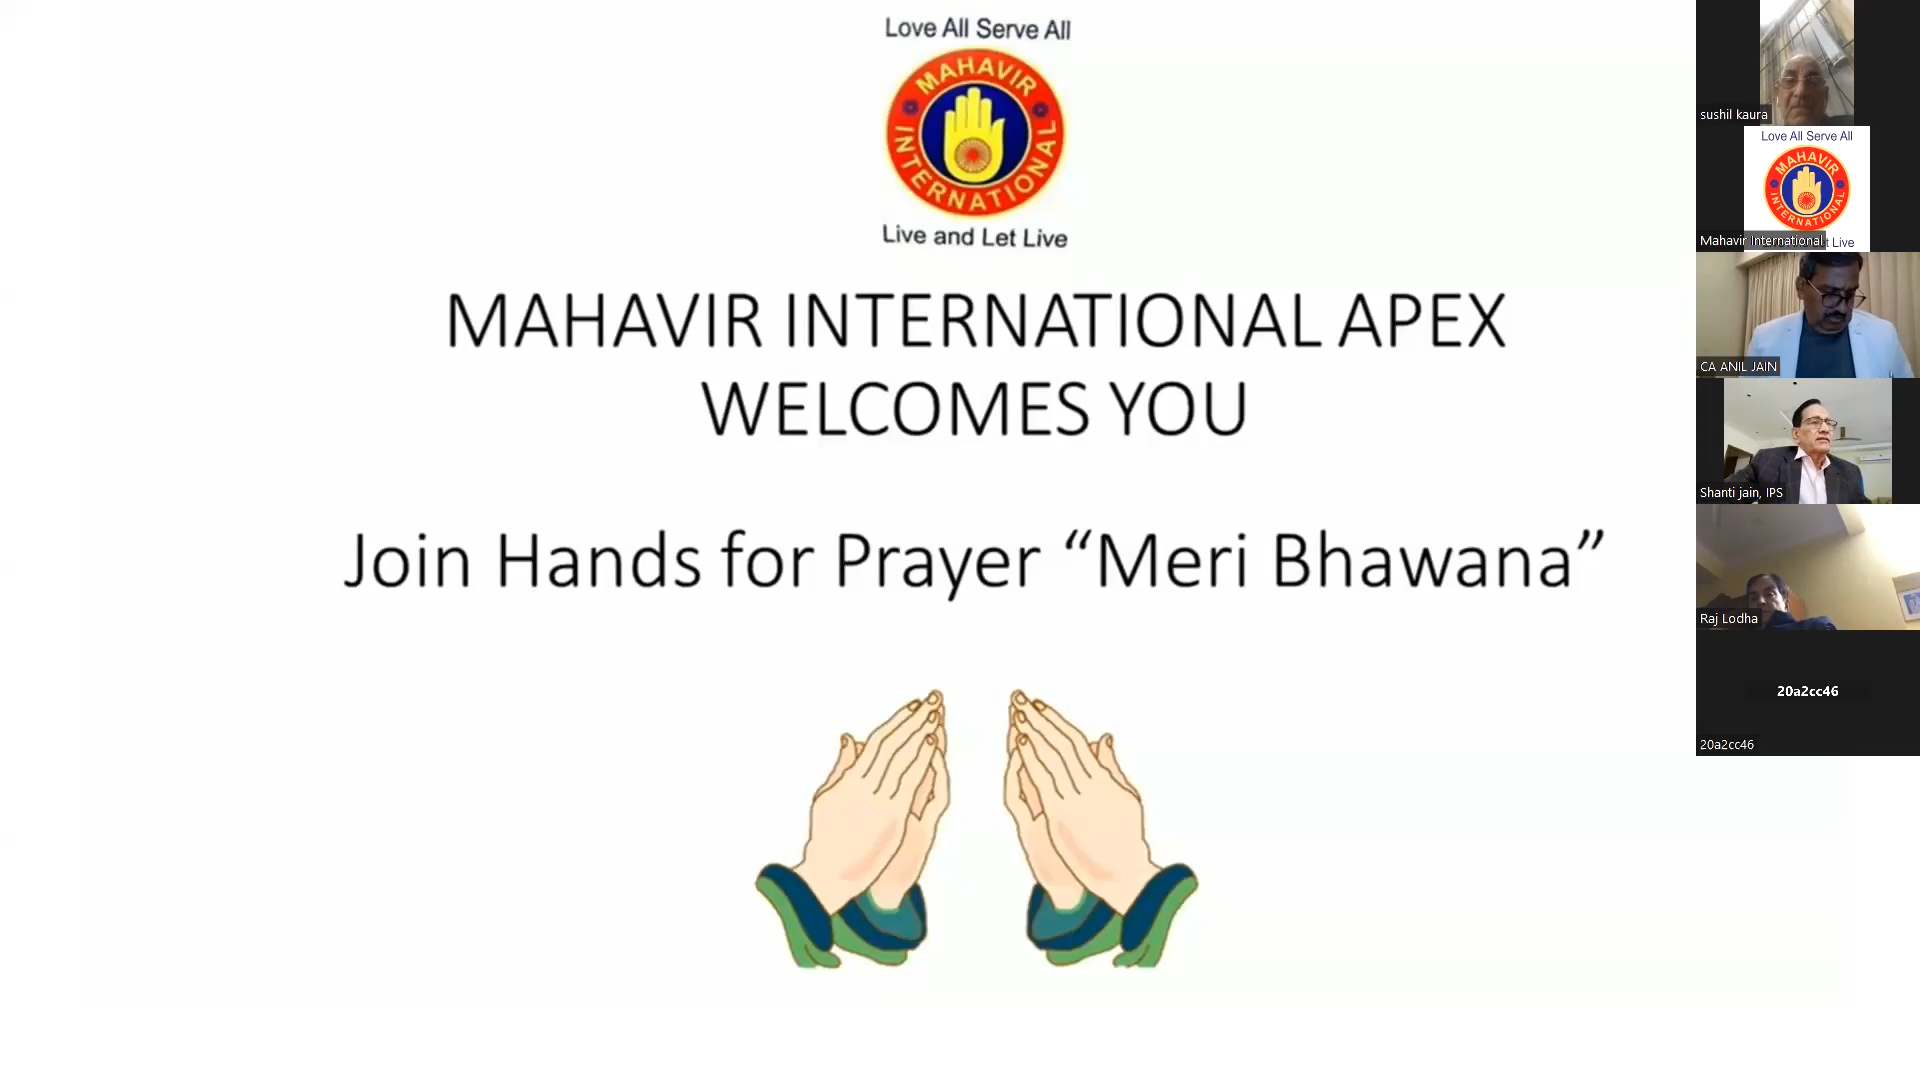 Love All Serve All
MAHAVIR
INTERNATIONAL
Live and Let Live
MAHAVIR INTERNATIONAL APEX
WELCOMES YOU
Join Hands for Prayer “Meri Bhawana”
sushil kaura
Love All Serve All
MAHAVIR
INTERNATIONAL
t Live
Mahavir International
CA ANIL JAIN
Shanti jain, IPS
Raj Lodha
20a2cc46
20a2cc46